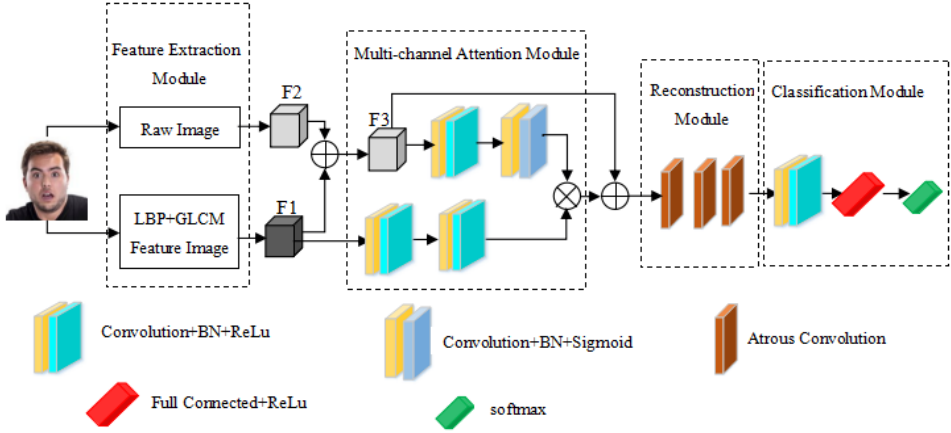 Feature Extraction
Module
Raw Image
LBP+GLCM
Feature Image
F2
F1
Multi-channel Attention Module
F3
Reconstruction
Module
Classification Module
Convolution+BN+ReLu
Convolution+BN+Sigmoid
Atrous Convolution
Full Connected+ReLu
softmax